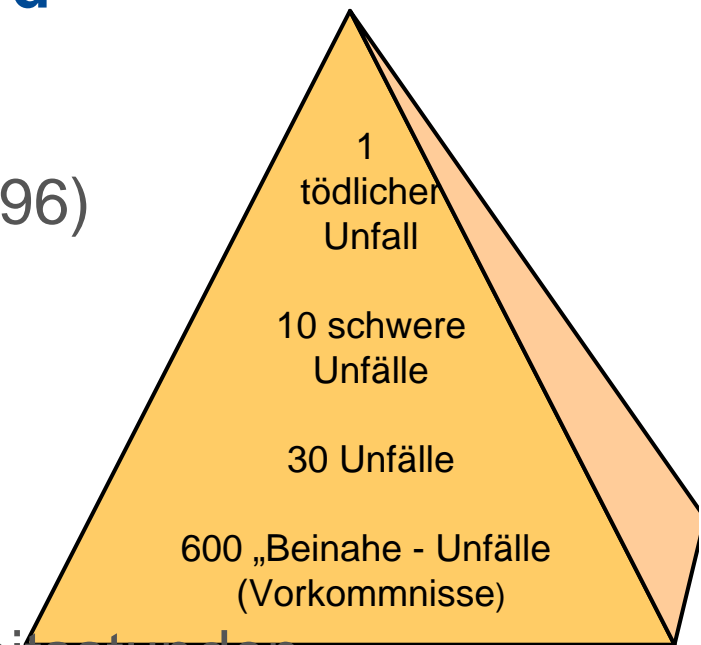 96)
1
tödlicher
Unfall
10 schwere
Unfälle
30 Unfälle
600 „Beinahe - Unfälle
(Vorkommnisse)